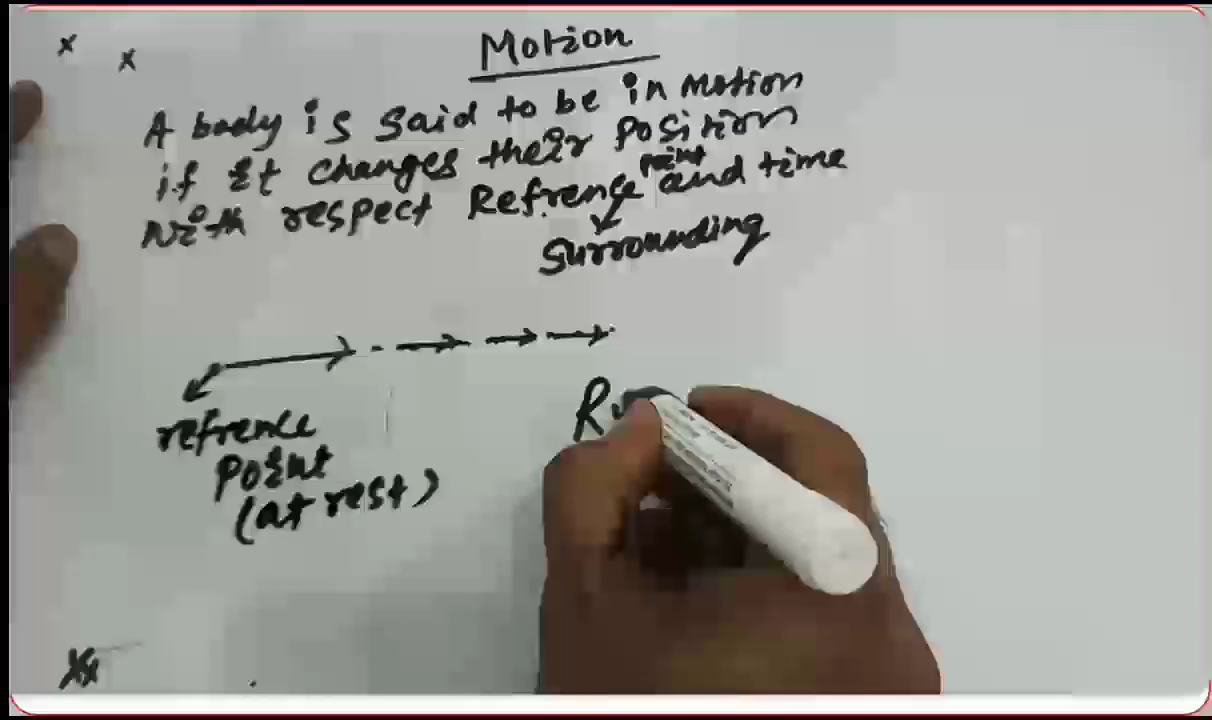 Motion
A body is said to be in Motion
if it changes their position
point
with respect Refrence and time
surrounding
refrence
point
(at rest)
R